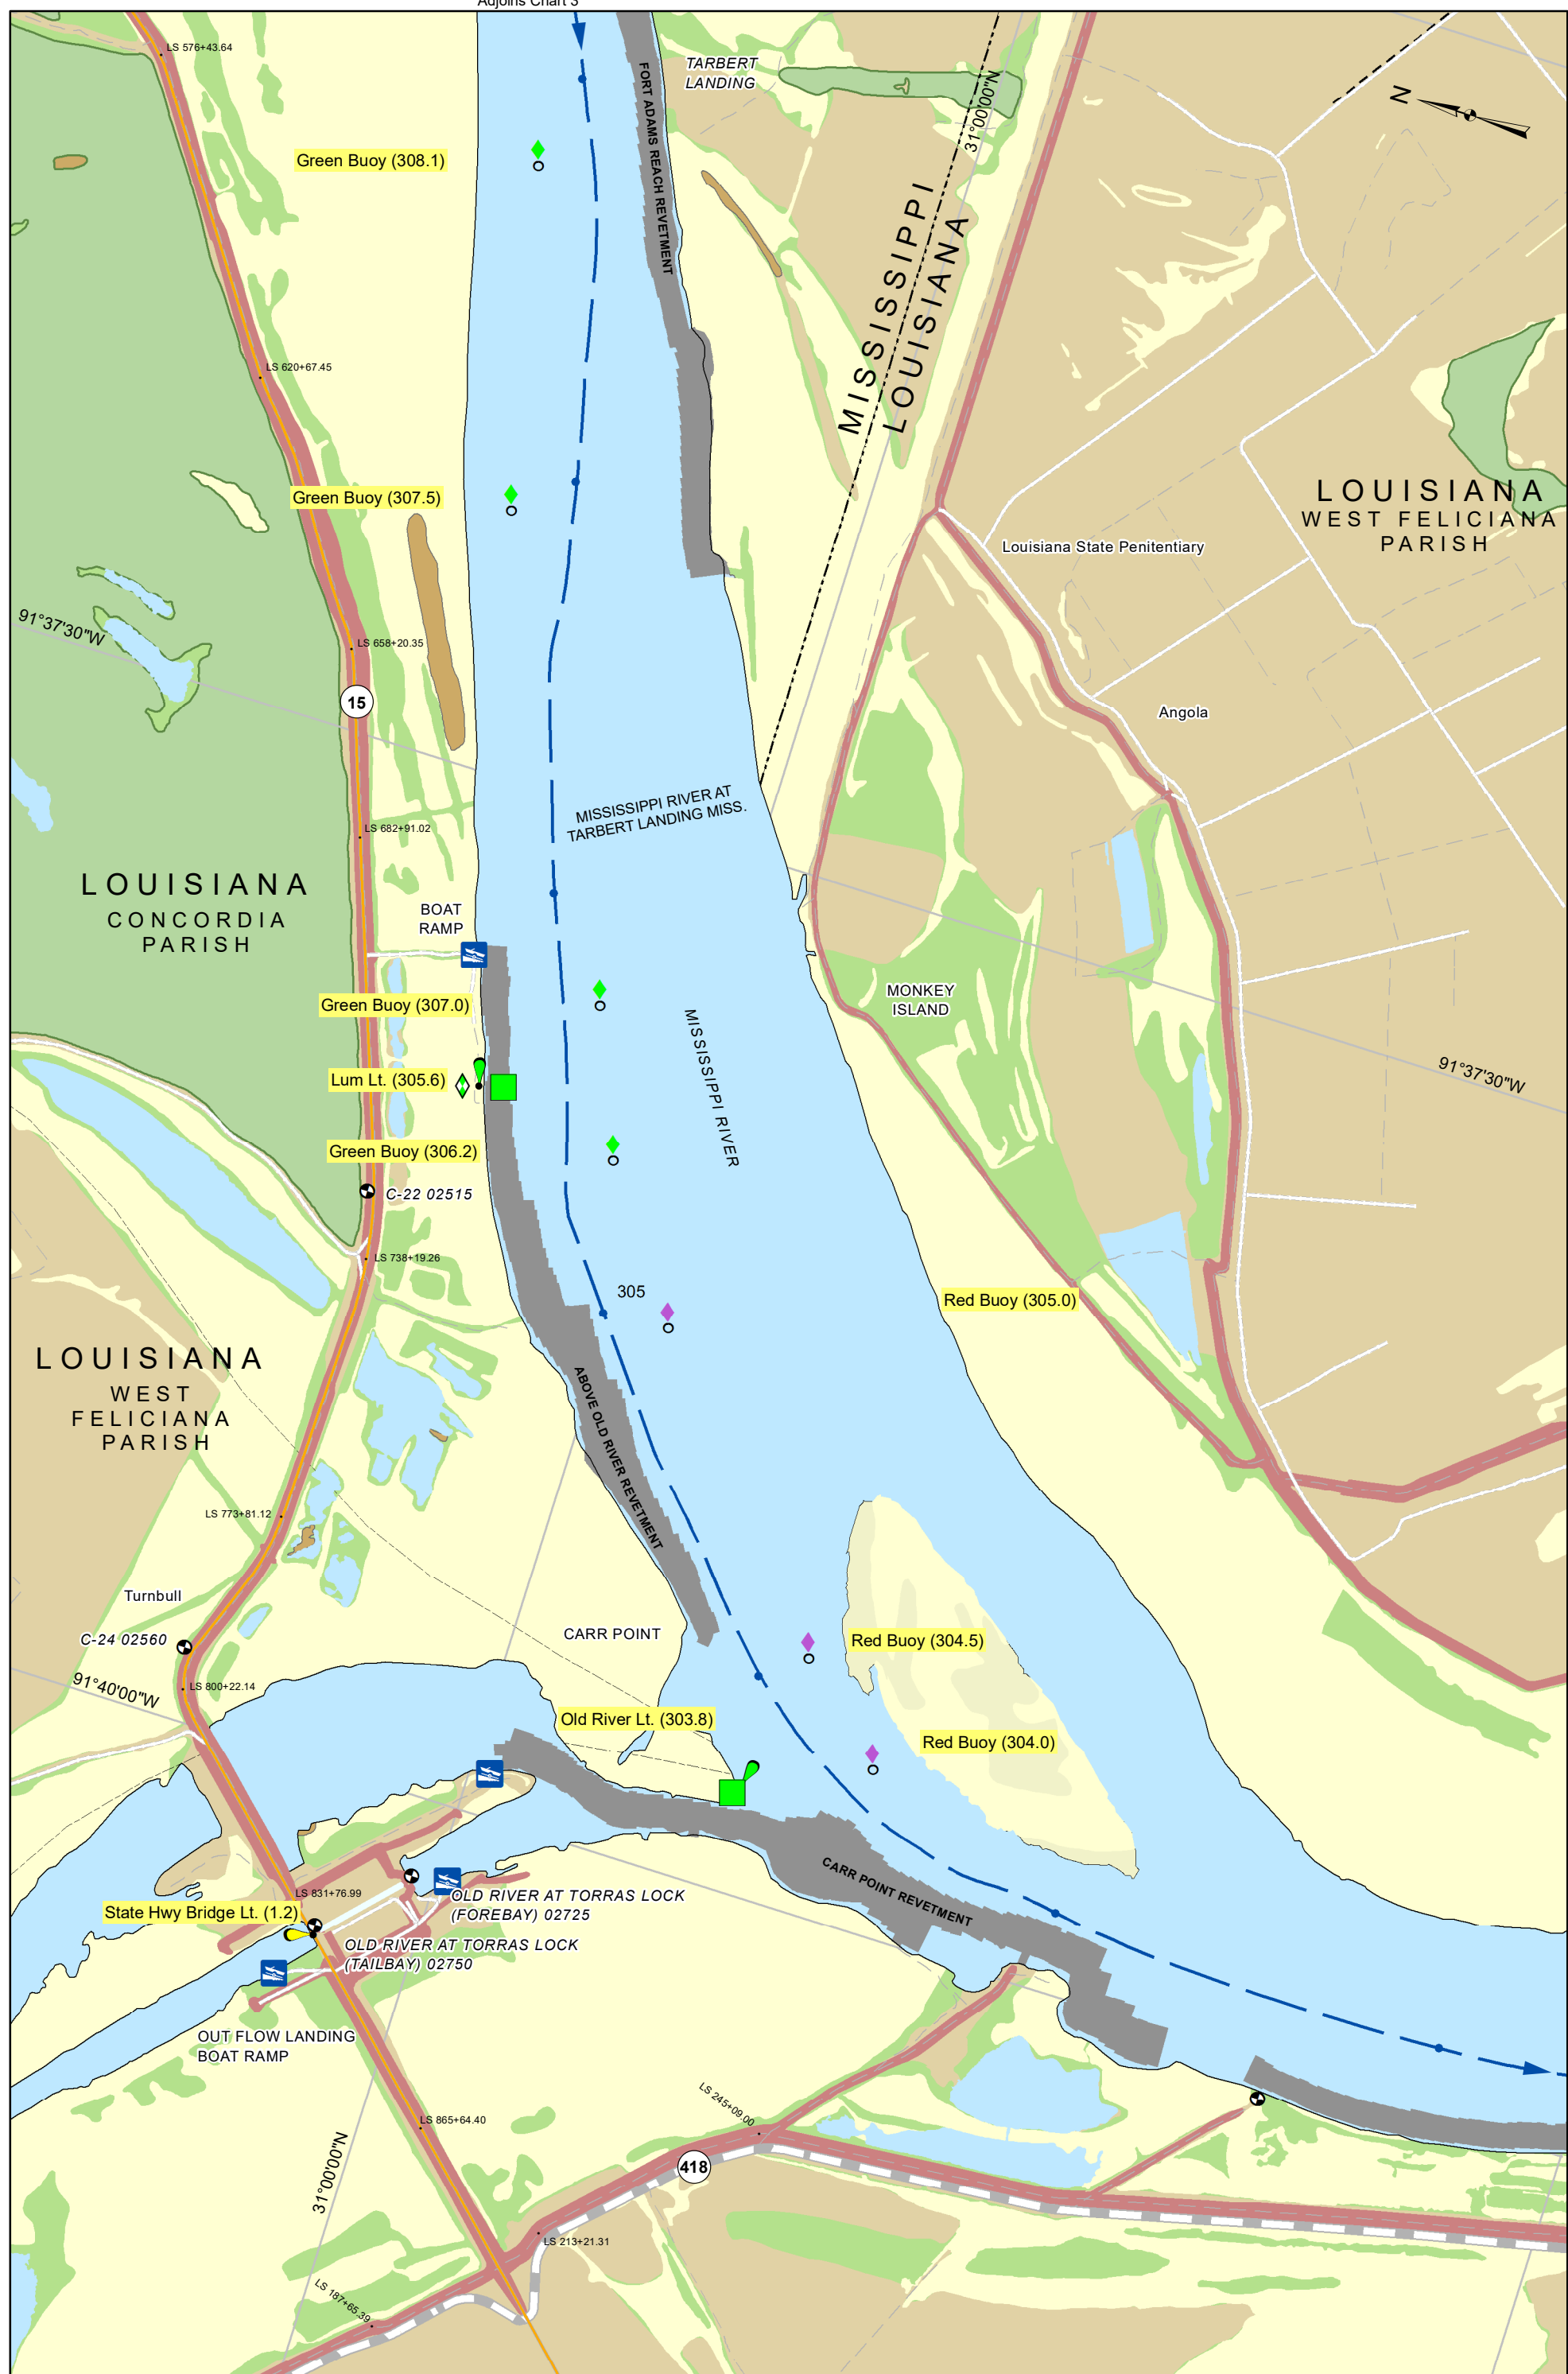 Adjoins Chart 3
LS 576+43.64
TARBERT
LANDING
FORT ADAMS REACH REVETMENT
31°00'00"N
N
Green Buoy (308.1)
MISSISSIPPI
LOUISIANA
LS 620+67.45
Green Buoy (307.5)
LOUISIANA
WEST FELICIANA
PARISH
Louisiana State Penitentiary
91°37'30"W
LS 658+20.35
15
Angola
MISSISSIPPI RIVER AT
TARBERT LANDING MISS.
LS 682+91.02
LOUISIANA
CONCORDIA
PARISH
BOAT
RAMP
MONKEY
ISLAND
Green Buoy (307.0)
MISSISSIPPI RIVER
91°37'30"W
Lum Lt. (305.6)
Green Buoy (306.2)
C-22 02515
LS 738+19.26
305
Red Buoy (305.0)
LOUISIANA
WEST
FELICIANA
PARISH
ABOVE OLD RIVER REVETMENT
LS 773+81.12
Turnbull
C-24 02560
CARR POINT
Red Buoy (304.5)
91°40'00"W
LS 800+22.14
Old River Lt. (303.8)
Red Buoy (304.0)
CARR POINT REVETMENT
LS 831+76.99
OLD RIVER AT TORRAS LOCK
(FOREBAY) 02725
State Hwy Bridge Lt. (1.2)
OLD RIVER AT TORRAS LOCK
(TAILBAY) 02750
OUT FLOW LANDING
BOAT RAMP
LS 245+09.00
LS 865+64.40
31°00'00"N
418
LS 213+21.31
LS 187+65.39